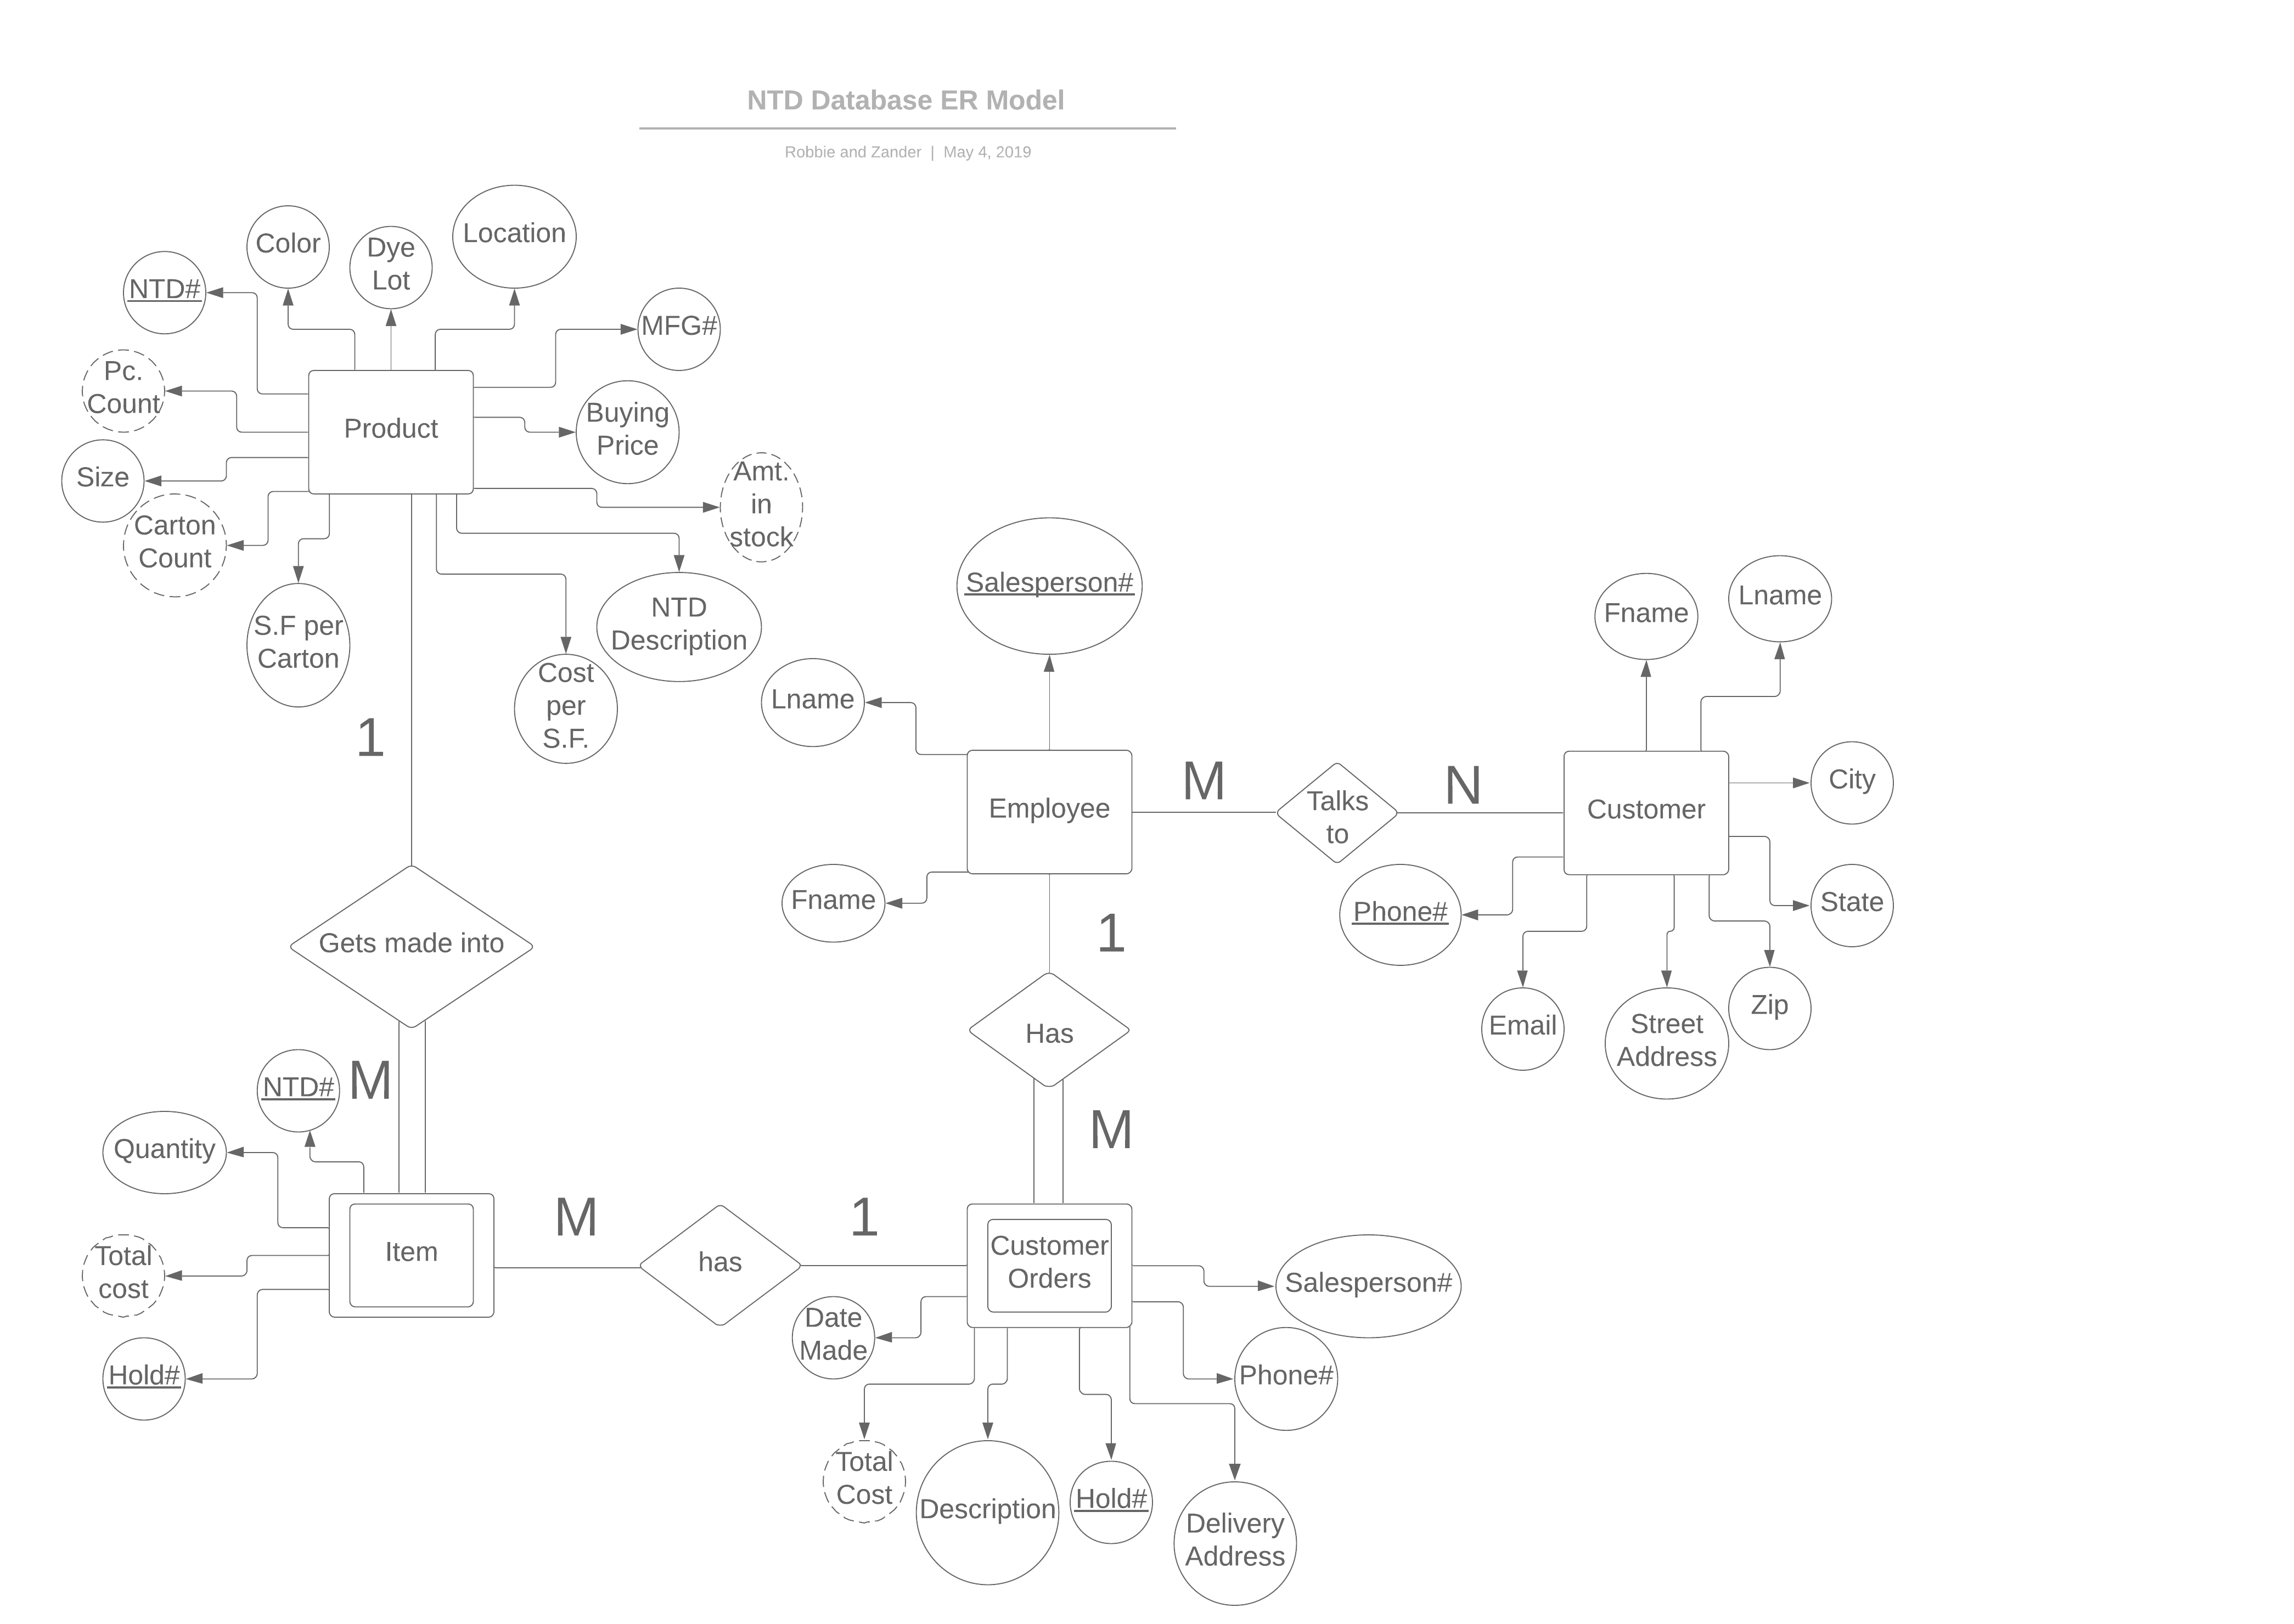 NTD Database ER Model
Robbie and Zander | May 4, 2019
Location
Color
Dye
Lot
NTD#
MFG#
Pc.
Count
Buying
Price
Product
Size
Amt.
in
stock
Carton
Count
S.F per
Carton
NTD
Description
Cost
per
S.F.
1
Salesperson#
Lname
Fname
Employee
M
Talks
to
N
Fname
Lname
City
Customer
State
Phone#
Zip
Email
Street
Address
1
Has
M
Gets made into
M
NTD#
Quantity
Item
Total
cost
Hold#
M
has
1
Customer
Orders
Salesperson#
Date
Made
Phone#
Total
Cost
Description
Hold#
Delivery
Address